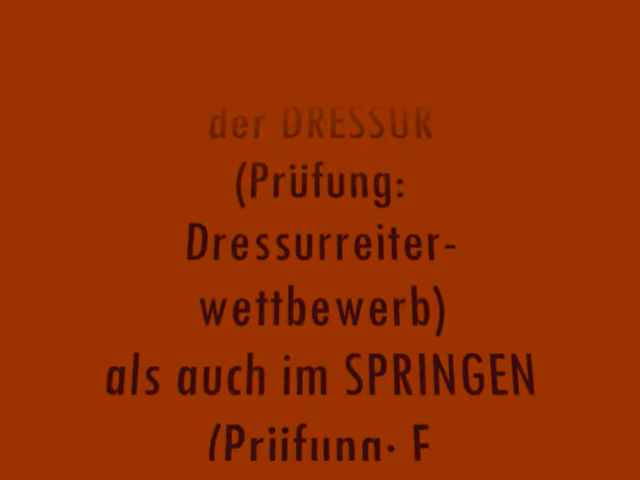 der DRESSUR
(Prüfung:
Dressurreiter-
wettbewerb)
als auch im SPRINGEN
(Prüfung: E